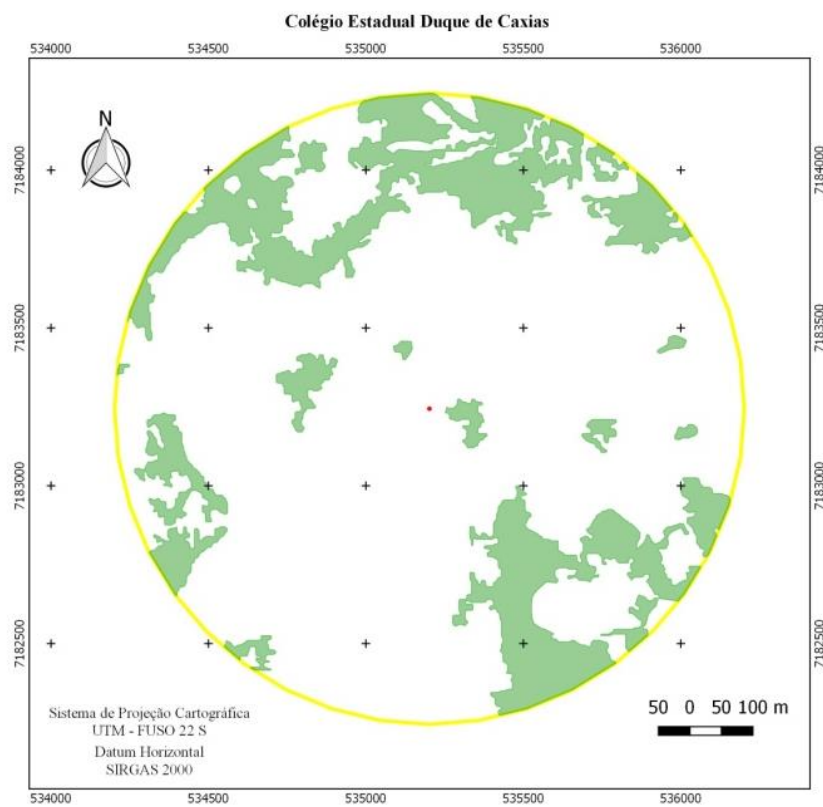 Colégio Estadual Duque de Caxias
534000 534500 535000 535500 536000
N
7184000 7184000
7183500 7183500
7183000 7183000
7182500 7182500
Sistema de Projeção Cartográfica
UTM - FUSO 22 S
Datum Horizontal
SIRGAS 2000
50 0 50 100 m
534000 534500 535000 535500 536000